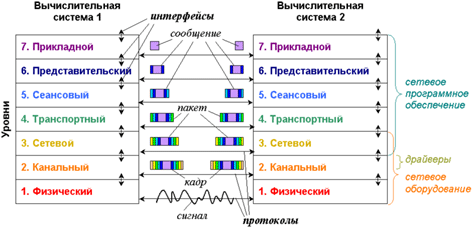 Вычислительная
система 1
интерфейсы
Вычислительная
система 2
сообщение
Уровни
7. Прикладной
7. Прикладной
6. Представительский
6. Представительский
сетевое
программное
обеспечение
5. Сеансовый
5. Сеансовый
пакет
4. Транспортный
4. Транспортный
3. Сетевой
3. Сетевой
драйверы
2. Канальный
2. Канальный
кадр
сетевое
оборудование
1. Физический
1. Физический
сигнал
протоколы